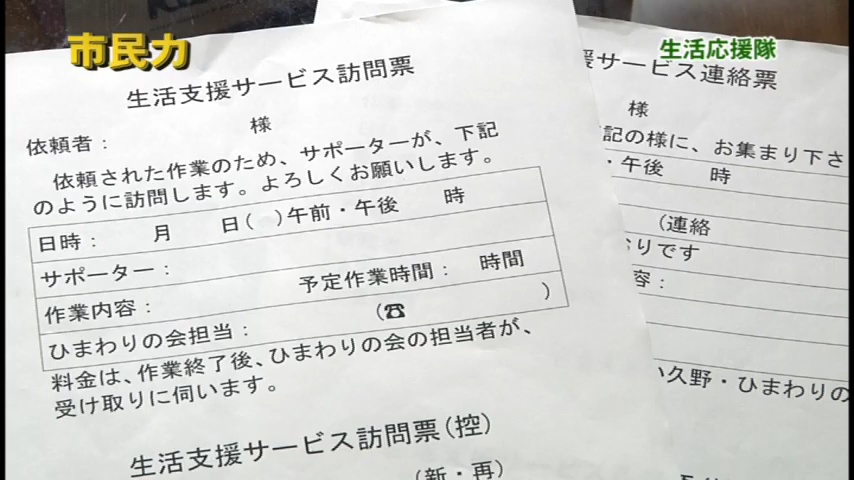 市民力
生活応援隊
生活支援サービス訪問票
依頼者： 様
依頼された作業のため、サポーターが、下記
のように訪問します。よろしくお願いします。
日時： 月 日( )午前・午後 時
サポーター：
作業内容： 予定作業時間： 時間
ひまわりの会担当： (☎ )
料金は、作業終了後、ひまわりの会の担当者が、
受け取りに伺います。
生活支援サービス訪問票(控)
(新・再)
援サービス連絡票
様
記の様に、お集まり下さ
・午後 時
(連絡
おりです
容：
い久野・ひまわりの